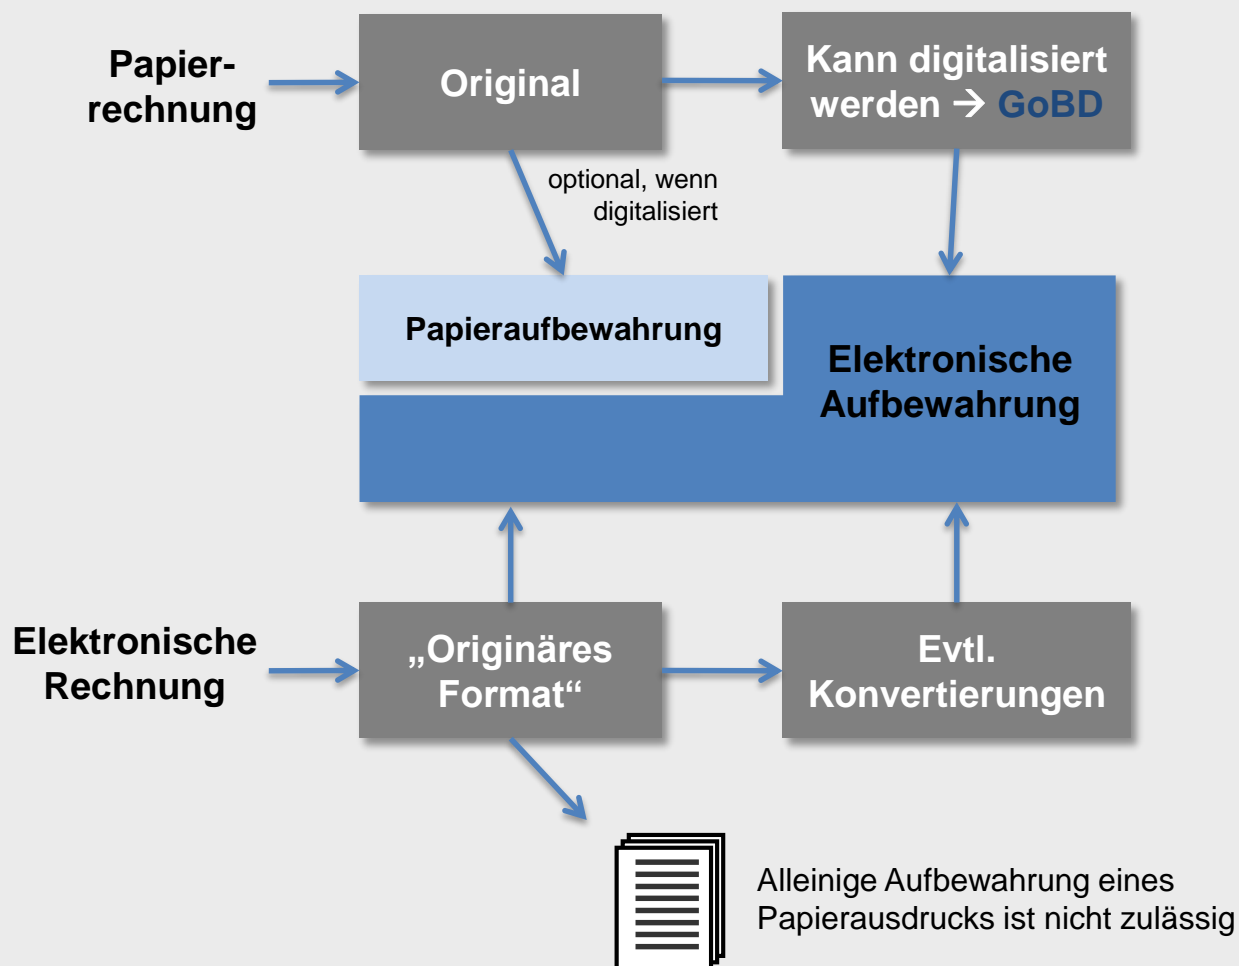 Papier-
rechnung
Original
Kann digitalisiert
werden → GoBD
optional, wenn
digitalisiert
Papieraufbewahrung
Elektronische
Aufbewahrung
Elektronische
Rechnung
„Originäres
Format“
Evtl.
Konvertierungen
Alleinige Aufbewahrung eines
Papierausdrucks ist nicht zulässig